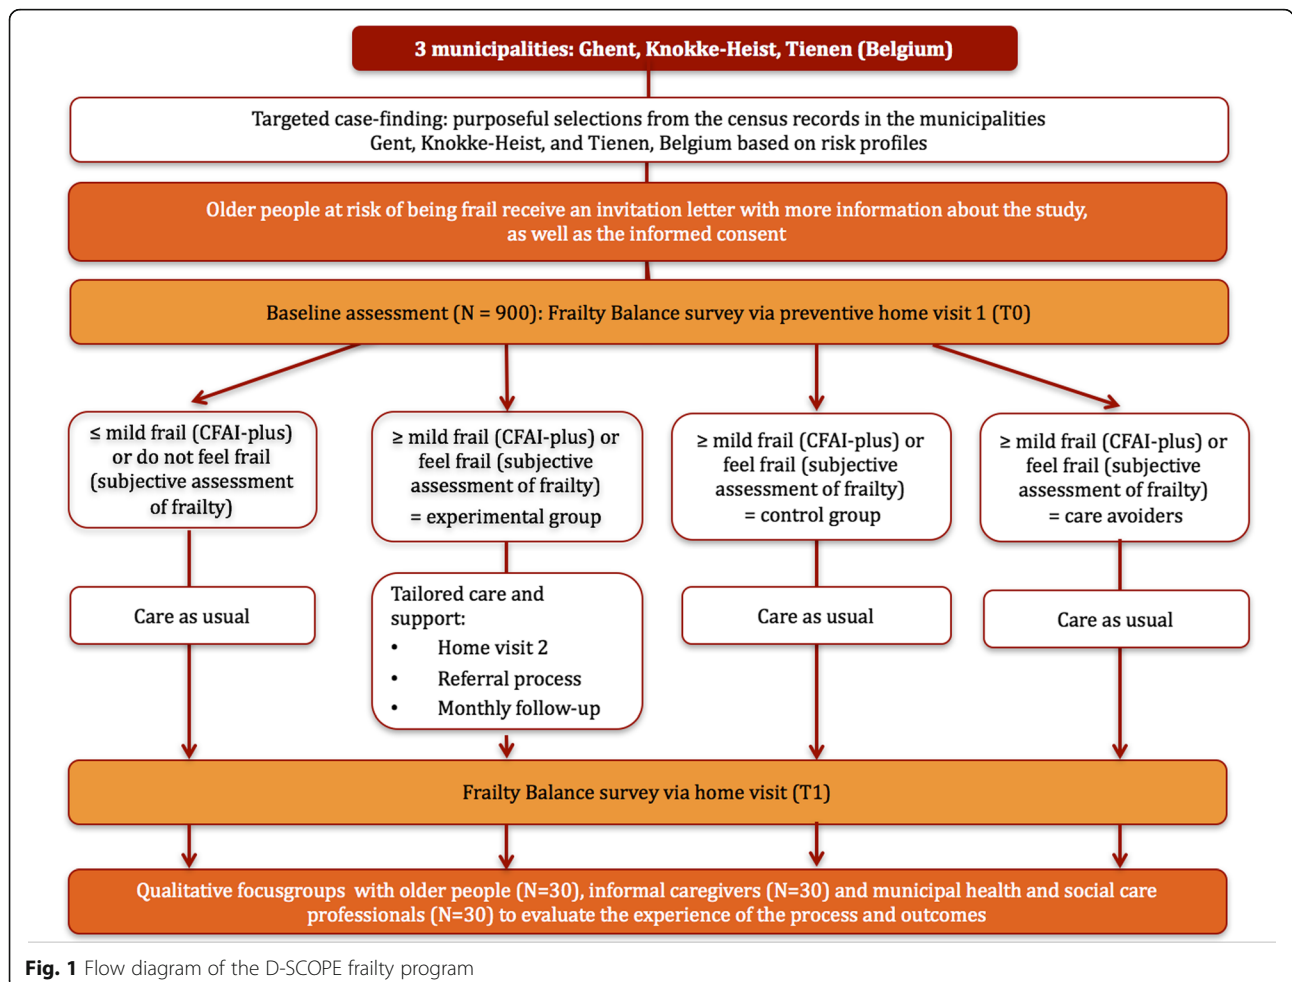 3 municipalities: Ghent, Knokke-Heist, Tienen (Belgium)
Targeted case-finding: purposeful selections from the census records in the municipalities
Gent, Knokke-Heist, and Tienen, Belgium based on risk profiles
Older people at risk of being frail receive an invitation letter with more information about the study,
as well as the informed consent
Baseline assessment (N = 900): Frailty Balance survey via preventive home visit 1 (T0)
≤ mild frail (CFAI-plus)
or do not feel frail
(subjective assessment
of frailty)
≥ mild frail (CFAI-plus) or
feel frail (subjective
assessment of frailty)
= experimental group
≥ mild frail (CFAI-plus) or
feel frail (subjective
assessment of frailty)
= control group
≥ mild frail (CFAI-plus) or
feel frail (subjective
assessment of frailty)
= care avoiders
Care as usual
Tailored care and
support:
• Home visit 2
• Referral process
• Monthly follow-up
Care as usual
Care as usual
Frailty Balance survey via home visit (T1)
Qualitative focusgroups with older people (N=30), informal caregivers (N=30) and municipal health and social care
professionals (N=30) to evaluate the experience of the process and outcomes
Fig. 1 Flow diagram of the D-SCOPE frailty program